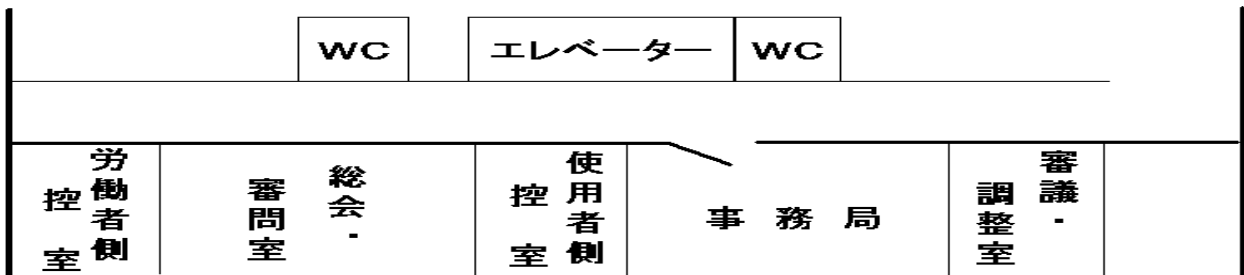 WC
エレベーター
WC
労働者側
控室
総会・
審問室
使用者側
控室
事務局
審議・
調整室